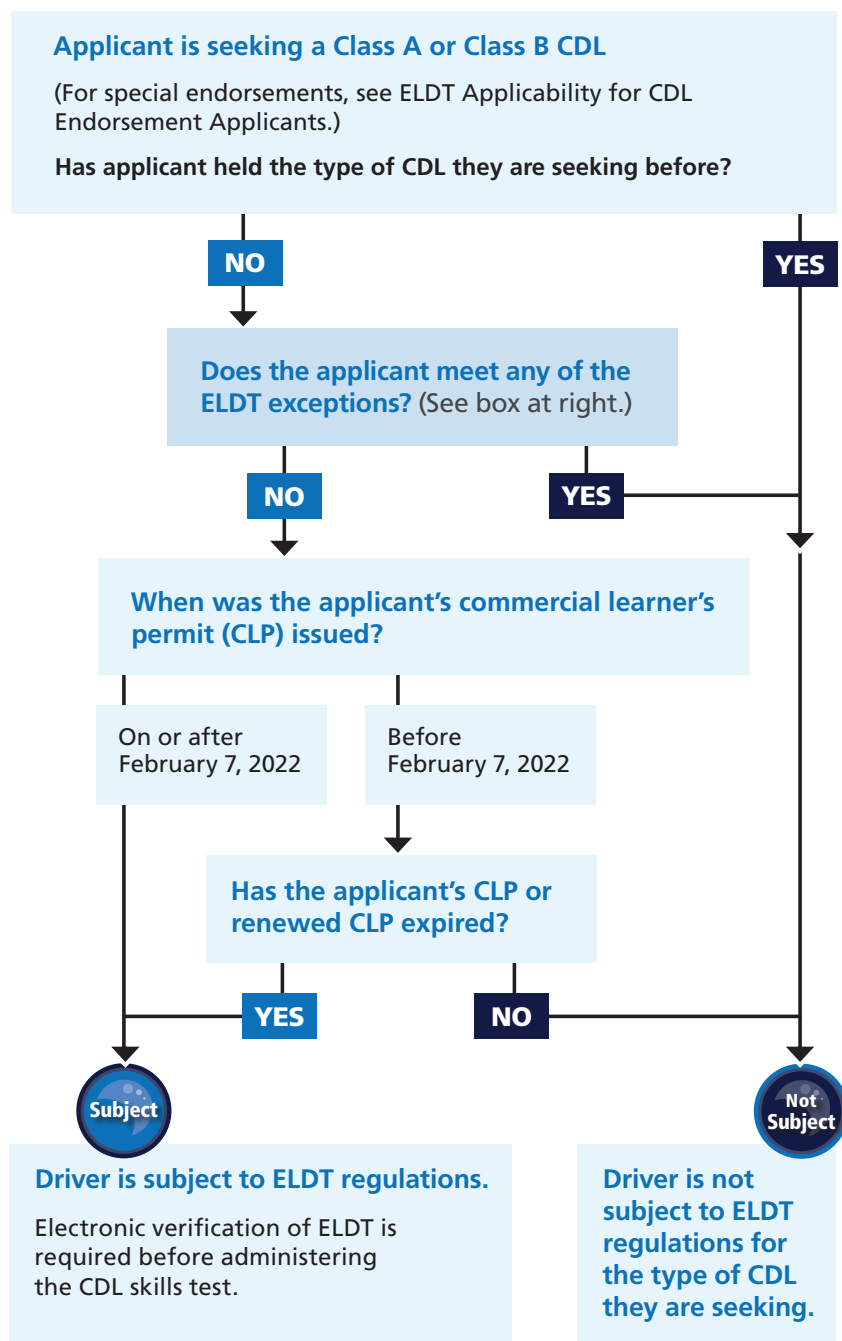 Applicant is seeking a Class A or Class B CDL
(For special endorsements, see ELDT Applicability for CDL
Endorsement Applicants.)
Has applicant held the type of CDL they are seeking before?
NO
YES
Does the applicant meet any of the
ELDT exceptions? (See box at right.)
NO
YES
When was the applicant's commercial learner's
permit (CLP) issued?
On or after
February 7, 2022
Before
February 7, 2022
Has the applicant's CLP or
renewed CLP expired?
YES
NO
Subject
Not
Subject
Driver is subject to ELDT regulations.
Electronic verification of ELDT is
required before administering
the CDL skills test.
Driver is not
subject to ELDT
regulations for
the type of CDL
they are seeking.